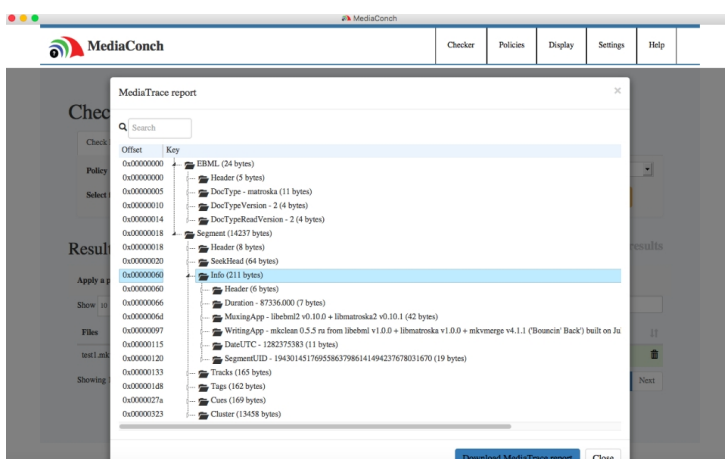 MediaConch
MediaConch
Checker Policies Display Settings Help
MediaTrace report
×
Chec
Search
Check
Offset Key
0x00000000 EBML (24 bytes)
0x00000000 Header (5 bytes)
Policy
0x00000005 DocType - matroska (11 bytes)
0x00000010 DocTypeVersion - 2 (4 bytes)
Select
0x00000014 DocTypeReadVersion - 2 (4 bytes)
0x00000018 Segment (14237 bytes)
0x00000018 Header (8 bytes)
Result
results
0x00000020 SeekHead (64 bytes)
0x00000060 Info (211 bytes)
Apply a p
0x00000060 Header (6 bytes)
0x00000066 Duration - 87336.000 (7 bytes)
Show 10
0x0000006d MuxingApp - libebml2 v0.10.0 + libmatroska2 v0.10.1 (42 bytes)
0x00000097 WritingApp - mkclean 0.5.5 ru from libebml v1.0.0 + libmatroska v1.0.0 + mkvmerge v4.1.1 ('Bouncin' Back') built on Ju
Files
0x00000115 DateUTC - 1282375383 (11 bytes)
test1.mk
0x00000120 SegmentUID - 194301451769558637986141494237678031670 (19 bytes)
0x00000133 Tracks (165 bytes)
Showing
Next
0x000001d8 Tags (162 bytes)
0x0000027a Cues (169 bytes)
0x00000323 Cluster (13458 bytes)
Download MediaTrace report Close